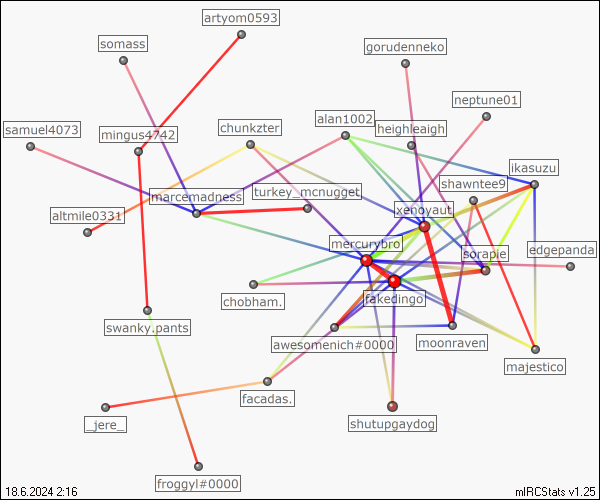 artyom0593
somass
gorudenneko
neptune01
alan1002
samuel4073
mingus4742
chunkzter
heighleaigh
ikasuzu
shawntee9
marcemadness
turkey_mcnugget
xenoyaut
altmile0331
mercurybro
sorapie
edgepanda
chobham.
fakedingo
swanky.pants
awesomenich#0000
moonraven
majestico
facadas.
_jere_
shutupgaydog
froggyl#0000
18.6.2024 2:16
mIRCStats v1.25